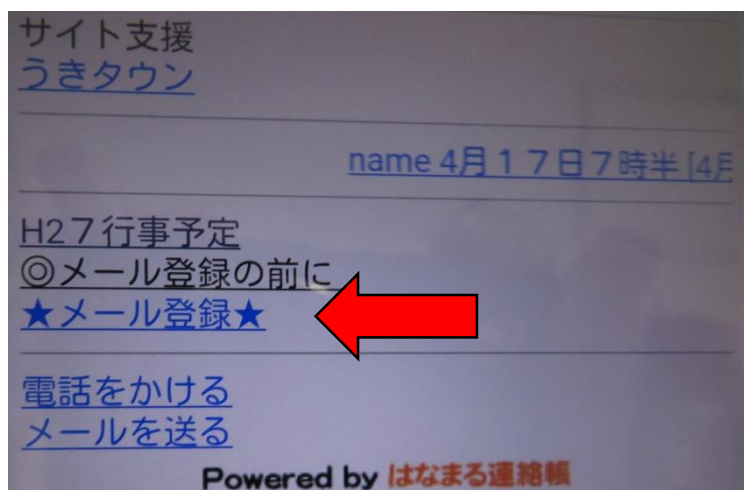 サイト支援
うきタウン
name 4月17日7時半 [4月
H27行事予定
◎メール登録の前に
★メール登録★
電話をかける
メールを送る
Powered by はなまる連絡帳